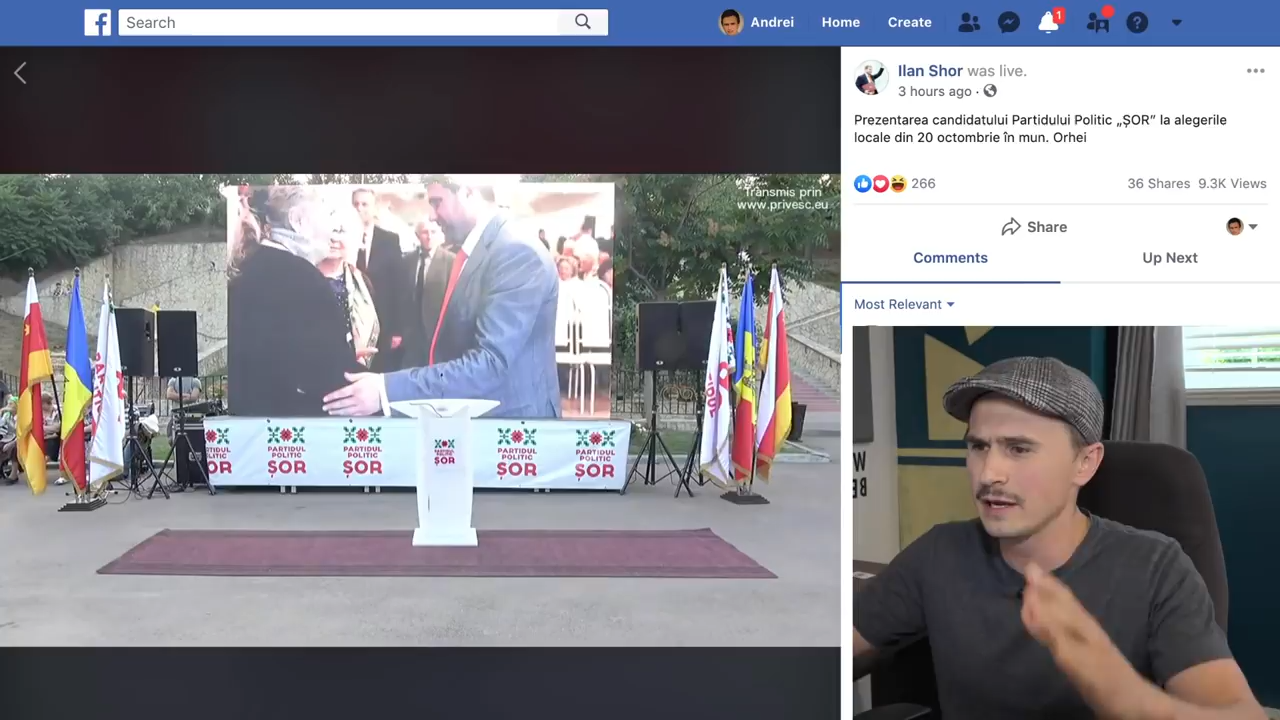 Search
Andrei
Home
Create
1
Ilan Shor was live.
3 hours ago ·
Prezentarea candidatului Partidului Politic „ȘOR” la alegerile
locale din 20 octombrie în mun. Orhei
266
36 Shares 9.3K Views
Share
Comments
Up Next
Most Relevant
Transmis prin
www.privesc.eu
PARTIDUL
POLITIC
ȘOR
PARTIDUL
POLITIC
ȘOR
PARTIDUL
POLITIC
ȘOR
PARTIDUL
POLITIC
ȘOR
PARTIDUL
POLITIC
ȘOR